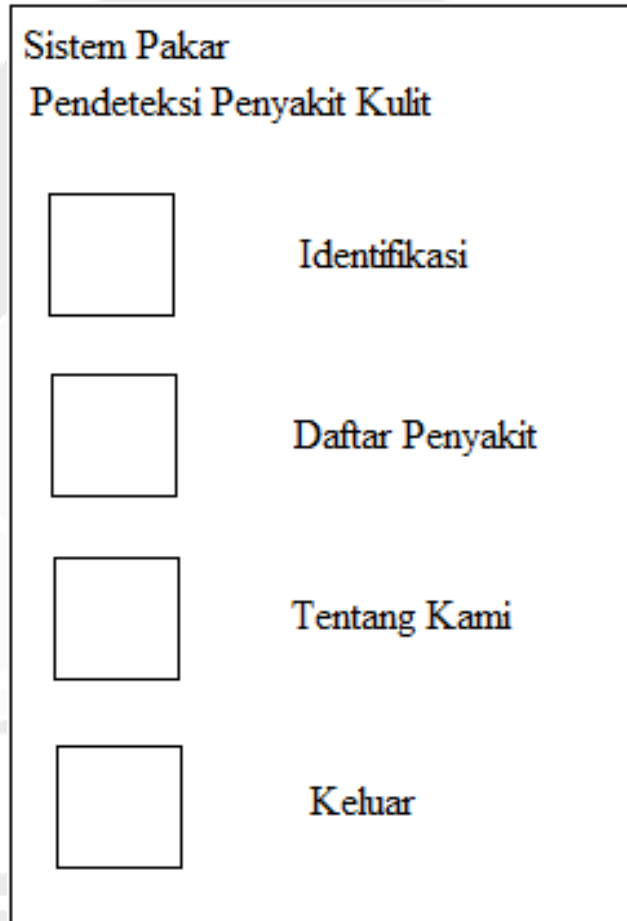 Sistem Pakar
Pendeteksi Penyakit Kulit
Identifikasi
Daftar Penyakit
Tentang Kami
Keluar